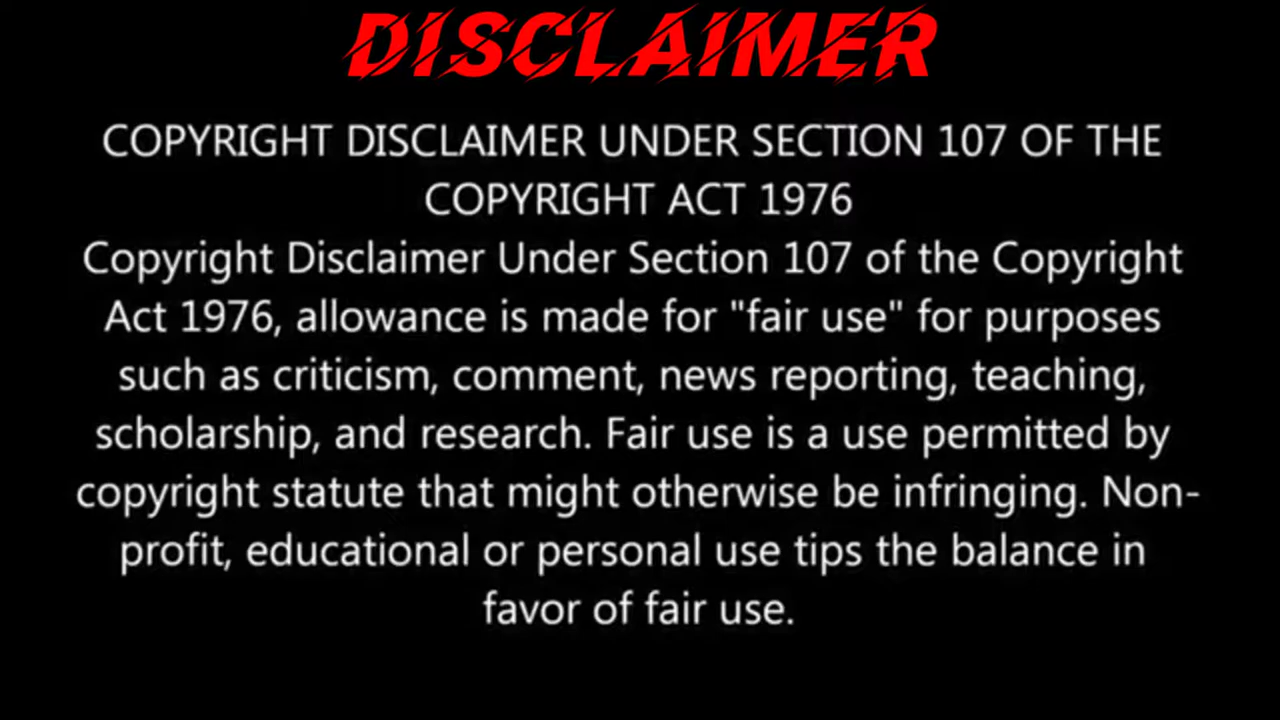 DISCLAIMER
COPYRIGHT DISCLAIMER UNDER SECTION 107 OF THE
COPYRIGHT ACT 1976
Copyright Disclaimer Under Section 107 of the Copyright
Act 1976, allowance is made for "fair use" for purposes
such as criticism, comment, news reporting, teaching,
scholarship, and research. Fair use is a use permitted by
copyright statute that might otherwise be infringing. Non-
profit, educational or personal use tips the balance in
favor of fair use.